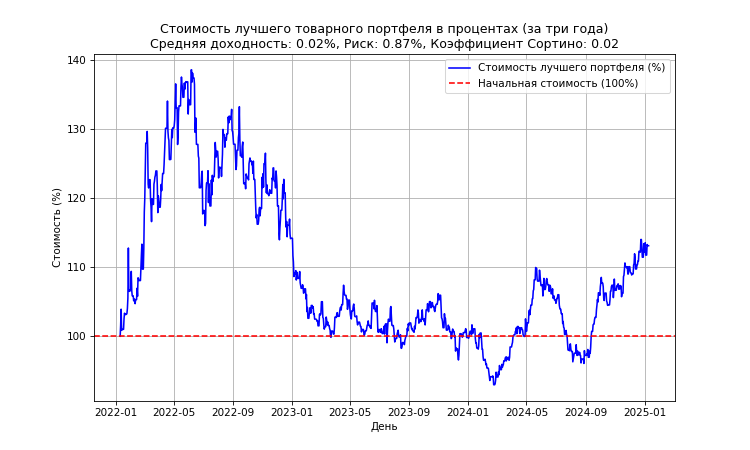 Стоимость лучшего товарного портфеля в процентах (за три года)
Средняя доходность: 0.02%, Риск: 0.87%, Коэффициент Сортино: 0.02
Стоимость лучшего портфеля (%)
Начальная стоимость (100%)
Стоимость (%)
140
130
120
110
100
2022-01 2022-05 2022-09 2023-01 2023-05 2023-09 2024-01 2024-05 2024-09 2025-01
День